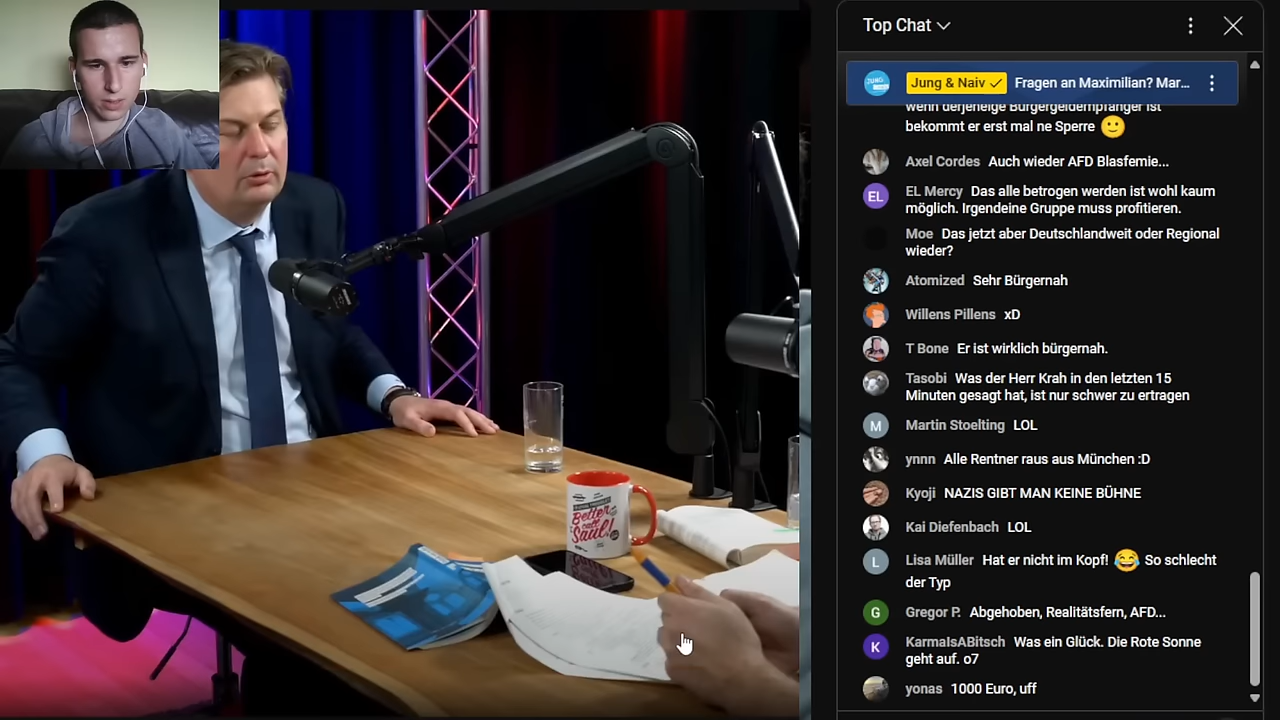 Top Chat
JUNG
Jung & Naiv Fragen an Maximilian? Mar...
wenn derjenige Bürgergeldempfänger ist
bekommt er erst mal ne Sperre 🙂
Axel Cordes Auch wieder AFD Blasfemie...
EL
EL Mercy Das alle betrogen werden ist wohl kaum
möglich. Irgendeine Gruppe muss profitieren.
Moe Das jetzt aber Deutschlandweit oder Regional
wieder?
Atomized Sehr Bürgernah
Willens Pillens xD
T Bone Er ist wirklich bürgernah.
Tasobi Was der Herr Krah in den letzten 15
Minuten gesagt hat, ist nur schwer zu ertragen
M
Martin Stoelting LOL
ynnn Alle Rentner raus aus München :D
Kyoji NAZIS GIBT MAN KEINE BÜHNE
Kai Diefenbach LOL
L
Lisa Müller Hat er nicht im Kopf! 😂 So schlecht
der Typ
G
Gregor P. Abgehoben, Realitätsfern, AFD...
K
KarmaIsABitsch Was ein Glück. Die Rote Sonne
geht auf. o7
yonas 1000 Euro, uff
Better
call
Saul!